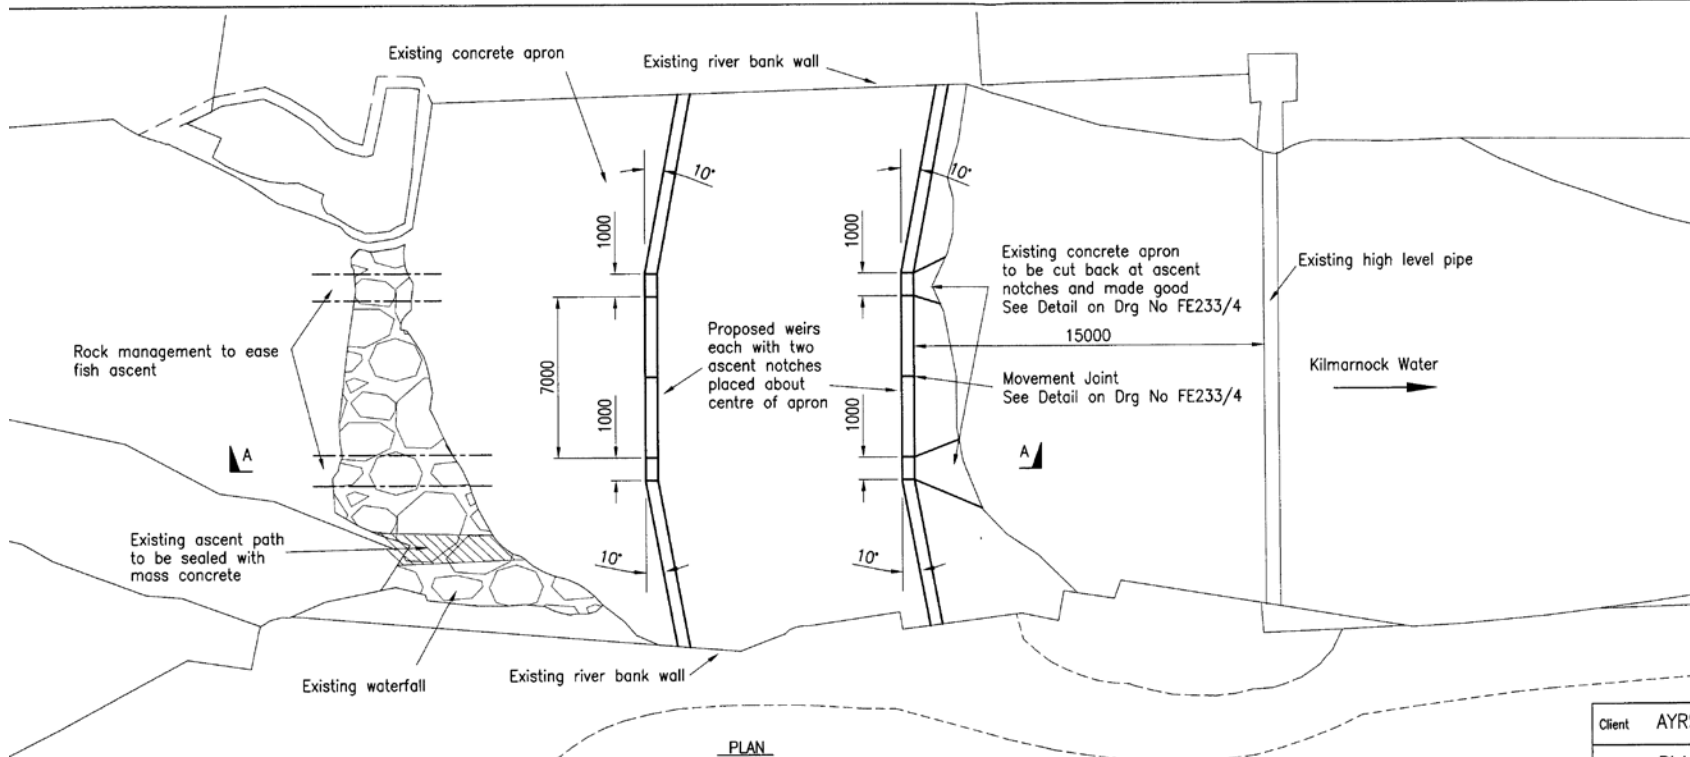 Existing concrete apron
Existing river bank wall
10°
10°
1000
1000
Existing concrete apron
to be cut back at ascent
notches and made good
See Detail on Drg No FE233/4
Existing high level pipe
Rock management to ease
fish ascent
7000
Proposed weirs
each with two
ascent notches
placed about
centre of apron
15000
Kilmarnock Water
Movement Joint
See Detail on Drg No FE233/4
1000
1000
A
A
Existing ascent path
to be sealed with
mass concrete
10°
10°
Existing waterfall
Existing river bank wall
PLAN
Client